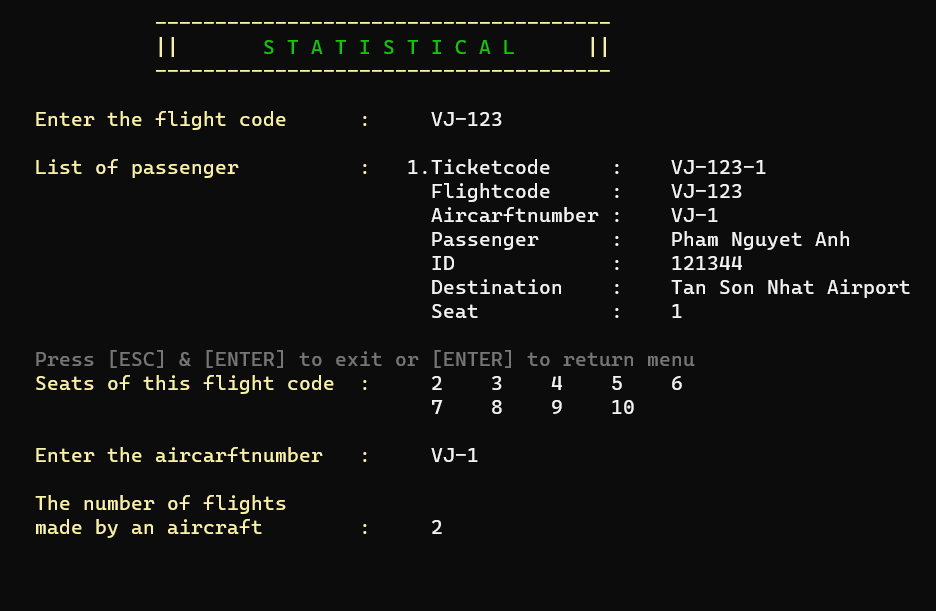 --------------------------------------
||       S T A T I S T I C A L      ||
--------------------------------------
Enter the flight code      :     VJ-123
List of passenger          :   1.Ticketcode     :    VJ-123-1
Flightcode     :    VJ-123
Aircarftnumber :    VJ-1
Passenger      :    Pham Nguyet Anh
ID             :    121344
Destination    :    Tan Son Nhat Airport
Seat           :    1
Press [ESC] & [ENTER] to exit or [ENTER] to return menu
Seats of this flight code  :     2    3    4    5    6
7    8    9    10
Enter the aircarftnumber   :     VJ-1
The number of flights
made by an aircraft        :     2